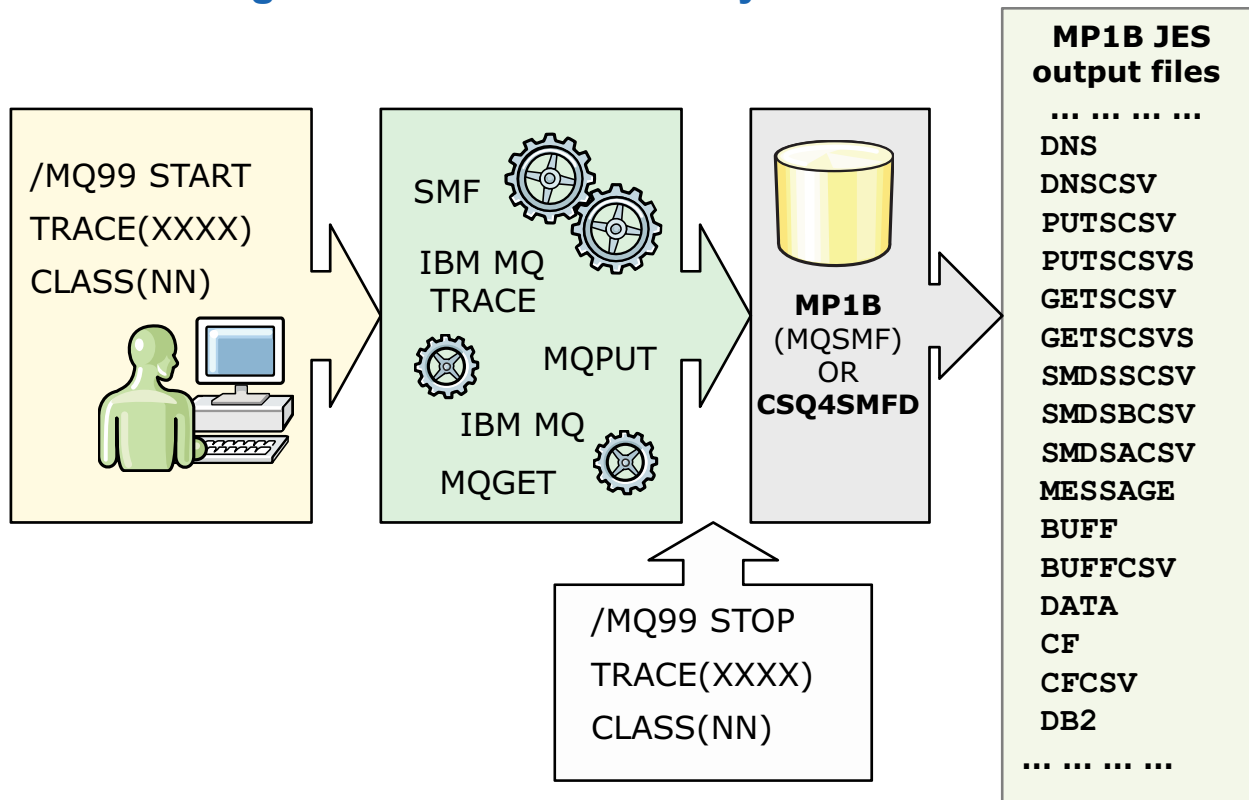 /MQ99 START
TRACE(XXXX)
CLASS(NN)
SMF
IBM MQ
TRACE
MQPUT
IBM MQ
MQGET
MP1B
(MQSMF)
OR
CSQ4SMFD
/MQ99 STOP
TRACE(XXXX)
CLASS(NN)
MP1B JES
output files
... ... ... ...
DNS
DNSCSV
PUTSCSV
PUTSCSVS
GETSCSV
GETSCSVS
SMDSSCSV
SMDSBCSV
SMDSACSV
MESSAGE
BUFF
BUFFCSV
DATA
CF
CFCSV
DB2
... ... ... ...